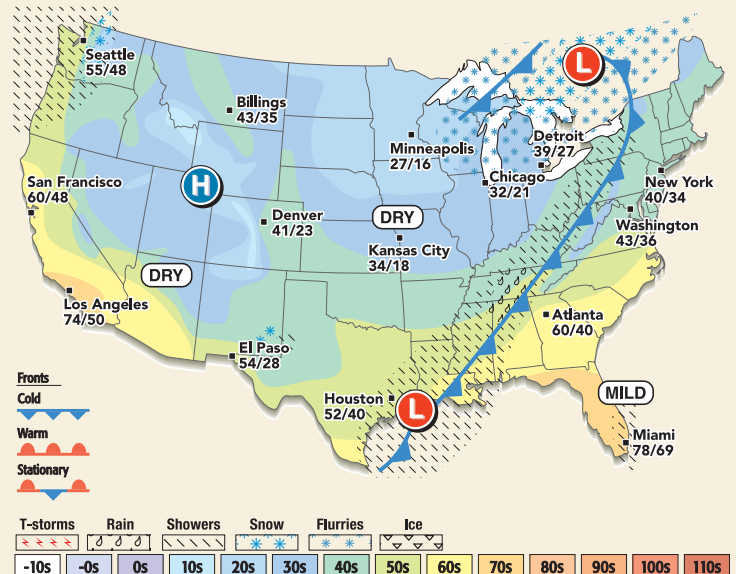 Seattle
55/48
Billings
43/35
L
Minneapolis
27/16
Detroit
39/27
Chicago
32/21
San Francisco
60/48
H
New York
40/34
Denver
41/23
DRY
Washington
43/36
Kansas City
34/18
DRY
Los Angeles
74/50
Atlanta
60/40
El Paso
54/28
Houston
52/40
L
MILD
Miami
78/69
Fronts
Cold
Warm
Stationary
T-storms Rain Showers Snow Flurries Ice
-10s -0s 0s 10s 20s 30s 40s 50s 60s 70s 80s 90s 100s 110s